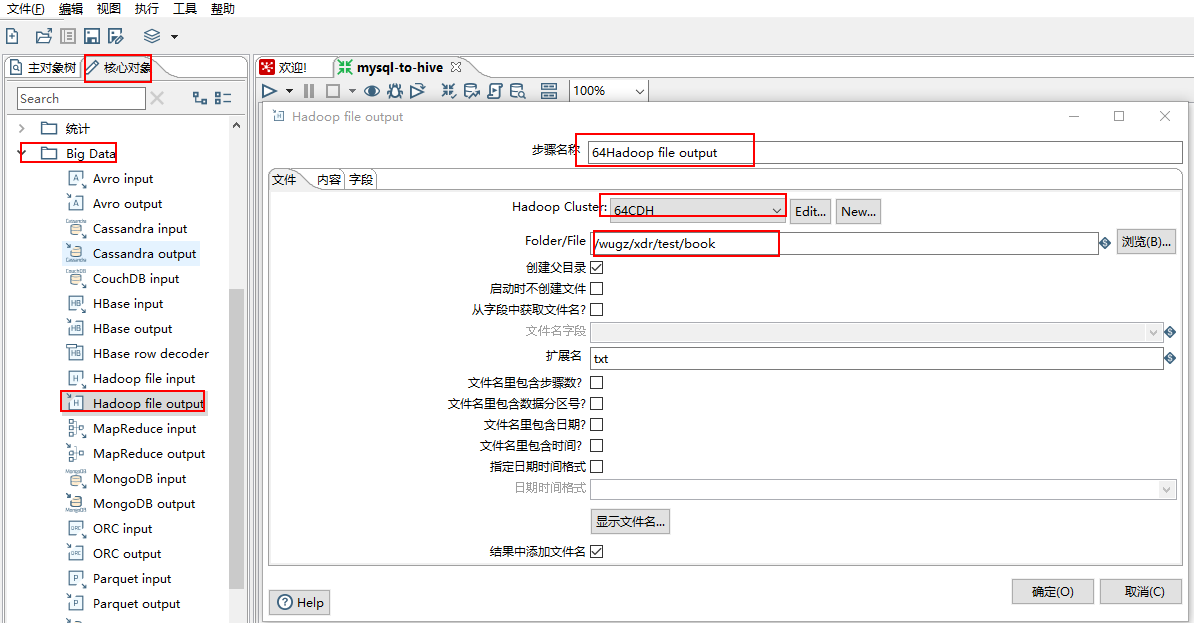 文件(F) 编辑 视图 执行 工具 帮助
主对象树 核心对象
欢迎! mysql-to-hive
Search
100%
统计
Big Data
Avro input
Avro output
Cassandra input
Cassandra output
CouchDB input
HBase input
HBase output
HBase row decoder
Hadoop file input
Hadoop file output
MapReduce input
MapReduce output
MongoDB input
MongoDB output
ORC input
ORC output
Parquet input
Parquet output
Hadoop file output
步骤名称 64Hadoop file output
文件 内容 字段
Hadoop Cluster: 64CDH Edit... New...
Folder/File /wugz/xdr/test/book 浏览(B)...
创建父目录
启动时不创建文件
从字段中获取文件名?
文件名字段
扩展名 txt
文件名里包含步骤数?
文件名里包含数据分区号?
文件名里包含日期?
文件名里包含时间?
指定日期时间格式
日期时间格式
显示文件名...
结果中添加文件名
Help 确定(O) 取消(C)